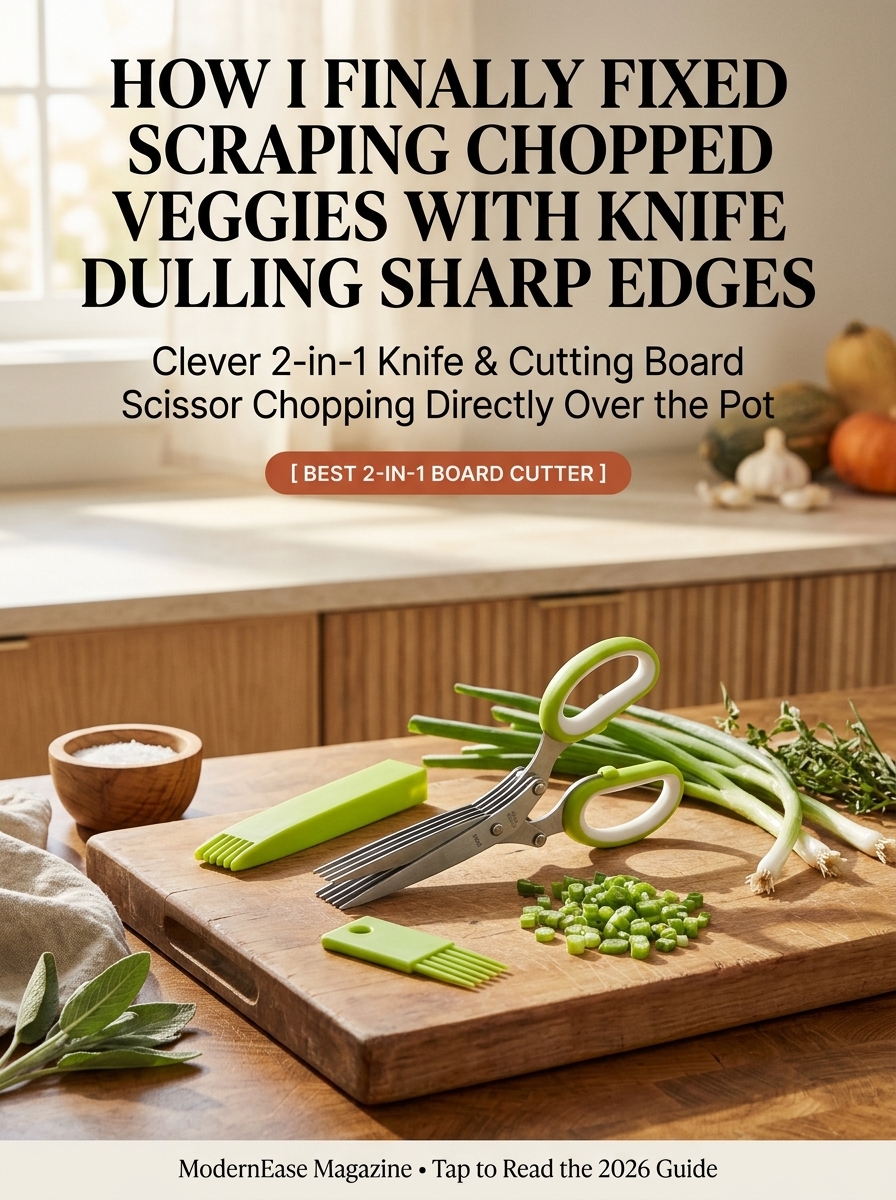 HOW I FINALLY FIXED
SCRAPING CHOPPED
VEGGIES WITH KNIFE
DULLING SHARP EDGES
Clever 2-in-1 Knife & Cutting Board
Scissor Chopping Directly Over the Pot
[ BEST 2-IN-1 BOARD CUTTER ]
ModernEase Magazine • Tap to Read the 2026 Guide